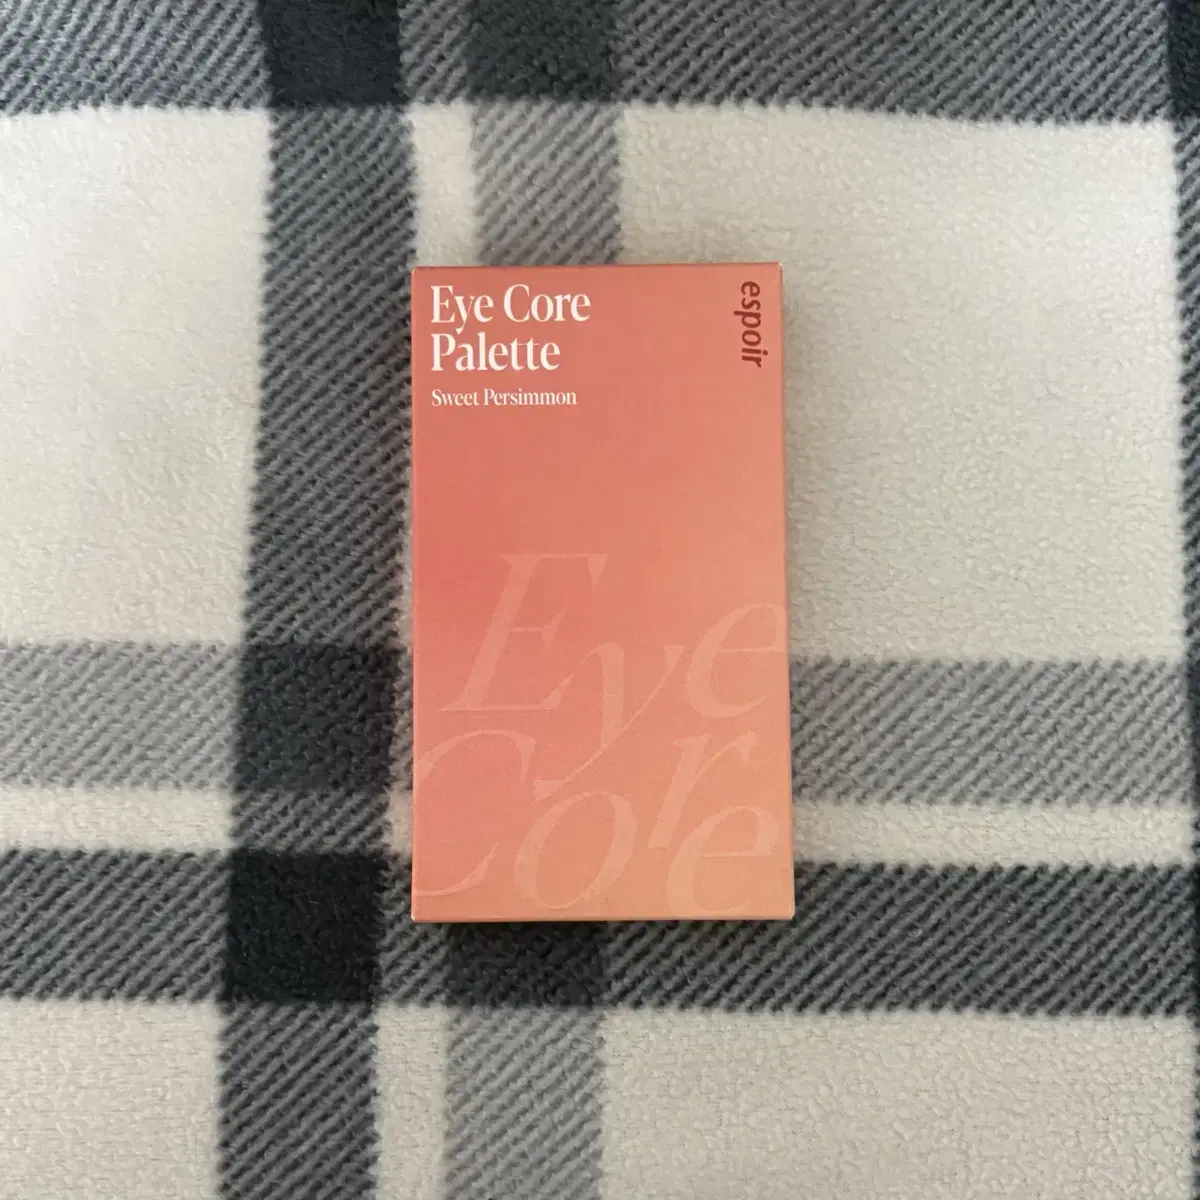 Eye Core
Palette
Sweet Persimmon
espoir
Eye
Core